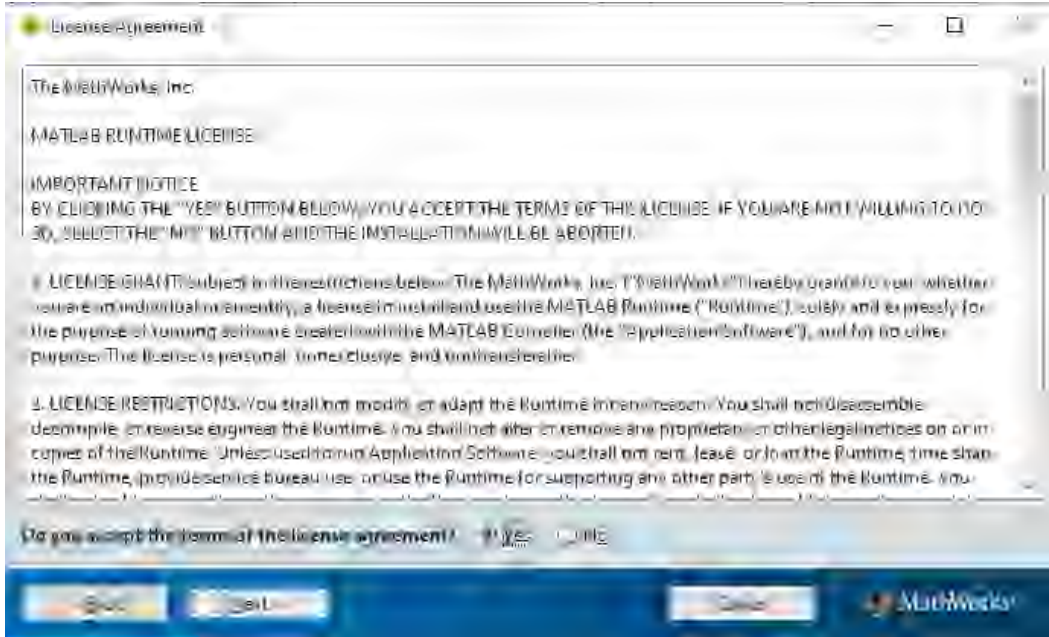 License Agreement
The MathWorks, Inc.
MATLAB RUNTIME LICENSE
IMPORTANT NOTICE
BY CLICKING THE "YES" BUTTON BELOW, YOU ACCEPT THE TERMS OF THIS LICENSE. IF YOU ARE NOT WILLING TO DO
SO, SELECT THE "NO" BUTTON AND THE INSTALLATION WILL BE ABORTED.
1. LICENSE GRANT. Subject to the restrictions below, The MathWorks, Inc. ("MathWorks") hereby grants to you, whether
you are an individual or an entity, a license to install and use the MATLAB Runtime ("Runtime"), solely and expressly for
the purpose of running software created with the MATLAB Compiler (the "Application Software"), and for no other
purpose. This license is personal, nonexclusive, and nontransferable.
2. LICENSE RESTRICTIONS. You shall not modify or adapt the Runtime for any reason. You shall not disassemble,
decompile, or reverse engineer the Runtime. You shall not alter or remove any proprietary or other legal notices on or in
copies of the Runtime. Unless used to run Application Software, you shall not rent, lease, or loan the Runtime, time share
the Runtime, provide service bureau use, or use the Runtime for supporting any other party's use of the Runtime. You
Do you accept the terms of the license agreement? Yes No
Next
MathWorks